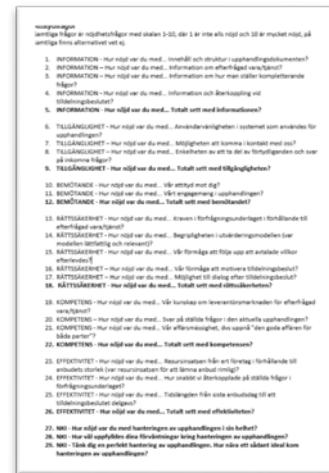 samtliga frågor är nöjdhetsfrågor med skalan 1-10, där 1 är inte alls nöjd och 10 är mycket nöjd, på
samtliga finns alternativet vet ej.
1. INFORMATION - Hur nöjd var du med... Innehåll och struktur i upphandlingsdokumenten?
2. INFORMATION - Hur nöjd var du med... Information om efterfrågad vara/tjänst?
3. INFORMATION - Hur nöjd var du med... Information om hur man ställer kompletterande
frågor?
4. INFORMATION - Hur nöjd var du med... Information och återkoppling vid
tilldelningsbeslutet?
5. INFORMATION - Hur nöjd var du med... Totalt sett med informationen?
6. TILLGÄNGLIGHET - Hur nöjd var du med... Användarvänligheten i systemet som användes för
upphandlingen?
7. TILLGÄNGLIGHET - Hur nöjd var du med... Möjligheten att komma i kontakt med oss?
8. TILLGÄNGLIGHET - Hur nöjd var du med... Enkelheten av att ta del av förtydliganden och svar
på inkomna frågor?
9. TILLGÄNGLIGHET - Hur nöjd var du med... Totalt sett med tillgängligheten?
10. BEMÖTANDE - Hur nöjd var du med... Vår attityd mot dig?
11. BEMÖTANDE - Hur nöjd var du med... Vårt engagemang i upphandlingen?
12. BEMÖTANDE - Hur nöjd var du med... Totalt sett med bemötandet?
13. RÄTTSSÄKERHET - Hur nöjd var du med... Kraven i förfrågningsunderlaget i förhållande till
efterfrågad vara/tjänst?
14. RÄTTSSÄKERHET - Hur nöjd var du med... Begripligheten i utvärderingsmodellen (var
modellen lättfattlig och relevant)?
15. RÄTTSSÄKERHET - Hur nöjd var du med... Vår förmåga att följa upp att avtalade villkor
efterlevdes?
16. RÄTTSSÄKERHET - Hur nöjd var du med... Vår förmåga att motivera tilldelningsbeslut?
17. RÄTTSSÄKERHET - Hur nöjd var du med... Möjlighet till dialog efter tilldelningsbeslut?
18. RÄTTSSÄKERHET - Hur nöjd var du med... Totalt sett med rättssäkerheten?
19. KOMPETENS - Hur nöjd var du med... Vår kunskap om leverantörsmarknaden för efterfrågad
vara/tjänst?
20. KOMPETENS - Hur nöjd var du med... Svar på ställda frågor i den aktuella upphandlingen?
21. KOMPETENS - Hur nöjd var du med... Vår affärsmässighet, dvs uppnå "den goda affären för
båda parter"?
22. KOMPETENS - Hur nöjd var du med... Totalt sett med kompetensen?
23. EFFEKTIVITET - Hur nöjd var du med... Resursinsatsen från ert företag i förhållande till
anbudets storlek (var resursinsatsen för att lämna anbud rimlig)?
24. EFFEKTIVITET - Hur nöjd var du med... Hur snabbt vi återkopplade på ställda frågor i
förfrågningsunderlaget?
25. EFFEKTIVITET - Hur nöjd var du med... Tidslängden från sista anbudsdag till att
tilldelningsbeslutet delgavs?
26. EFFEKTIVITET - Hur nöjd var du med... Totalt sett med effektiviteten?
27. NKI - Hur nöjd var du med hanteringen av upphandlingen i sin helhet?
28. NKI - Hur väl uppfylldes dina förväntningar kring hanteringen av upphandlingen?
29. NKI - Tänk dig en perfekt hantering av upphandlingen. Hur nära ett sådant ideal kom
hanteringen av upphandlingen?